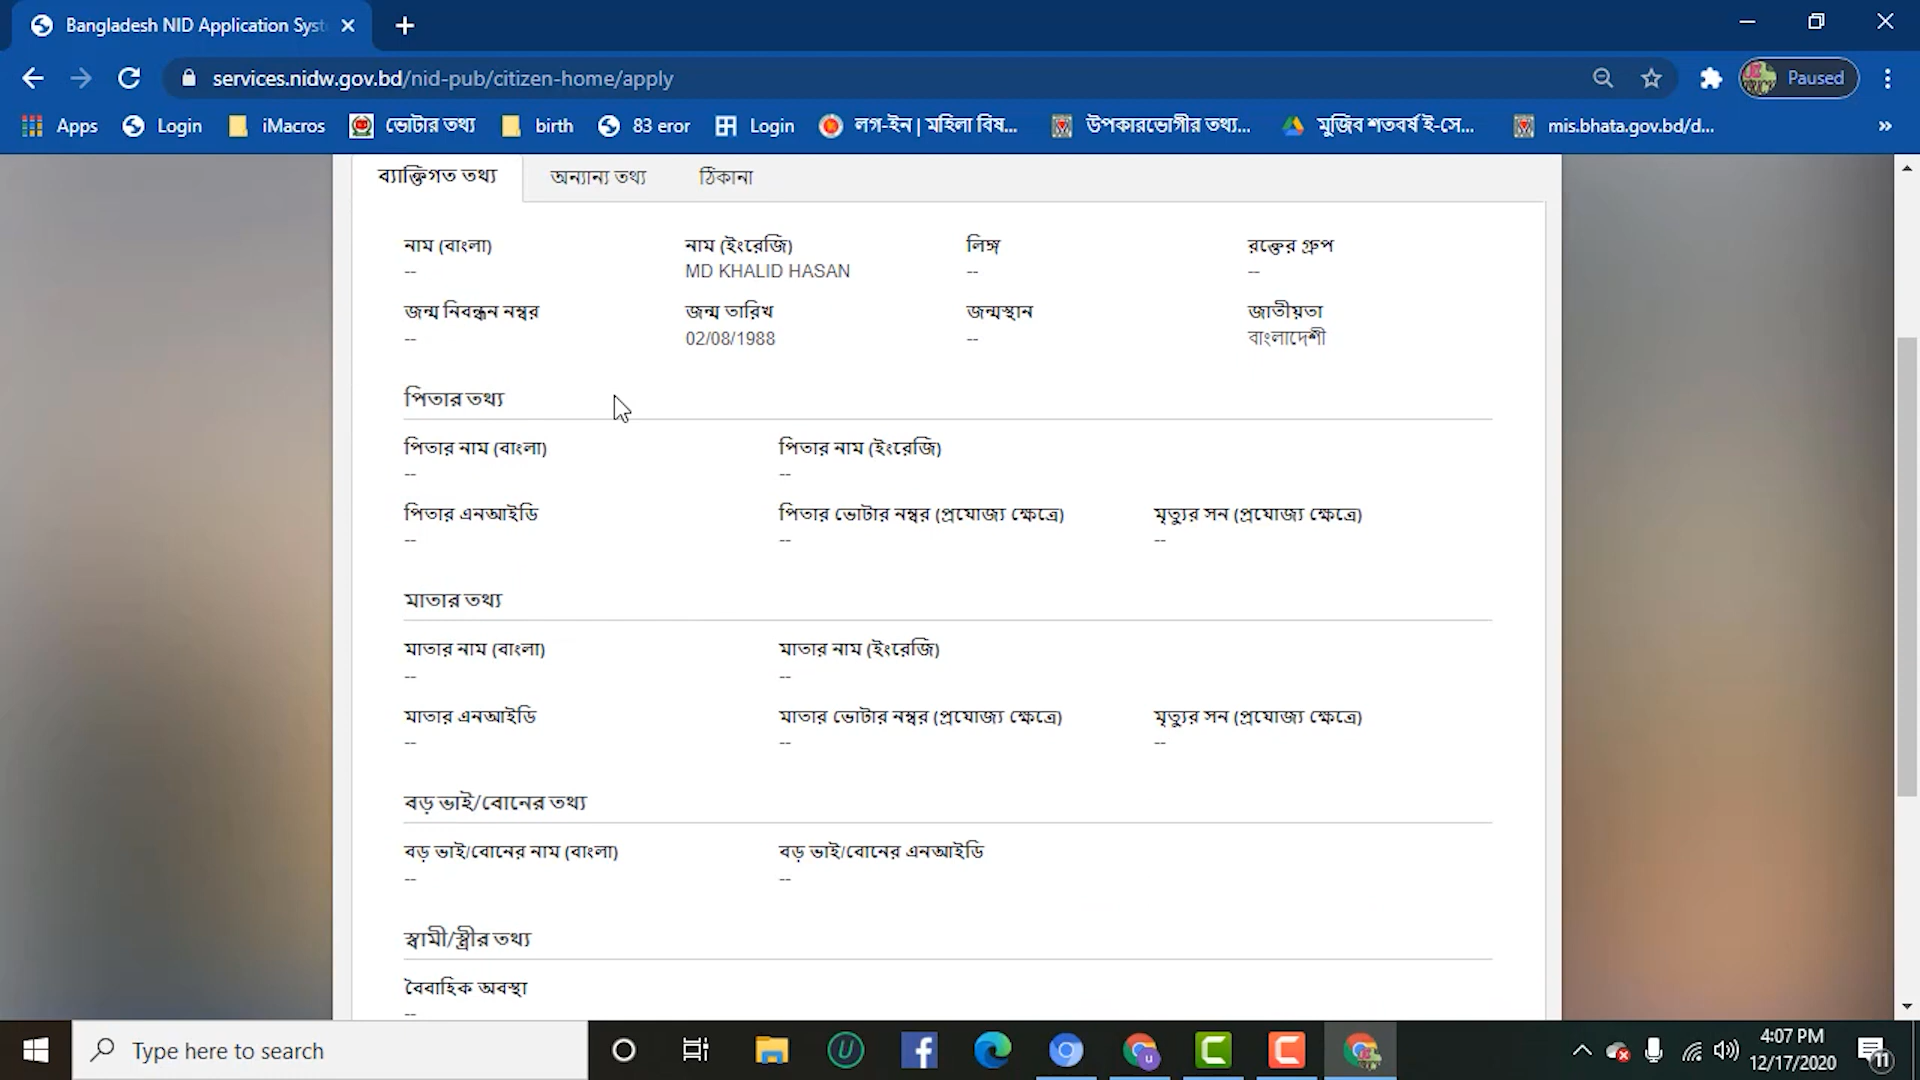 Bangladesh NID Application Syst
services.nidw.gov.bd/nid-pub/citizen-home/apply
Paused
Apps
Login
iMacros
ভোটার তথ্য
birth
83 eror
Login
লগ-ইন | মহিলা বিষ...
উপকারভোগীর তথ্য...
মুজিব শতবর্ষ ই-সে...
mis.bhata.gov.bd/d...
»
ব্যাক্তিগত তথ্য
অন্যান্য তথ্য
ঠিকানা
নাম (বাংলা) নাম (ইংরেজি) লিঙ্গ রক্তের গ্রুপ
-- MD KHALID HASAN -- --
জন্ম নিবন্ধন নম্বর জন্ম তারিখ জন্মস্থান জাতীয়তা
-- 02/08/1988 -- বাংলাদেশী
পিতার তথ্য
পিতার নাম (বাংলা) পিতার নাম (ইংরেজি)
-- --
পিতার এনআইডি পিতার ভোটার নম্বর (প্রযোজ্য ক্ষেত্রে) মৃত্যুর সন (প্রযোজ্য ক্ষেত্রে)
-- -- --
মাতার তথ্য
মাতার নাম (বাংলা) মাতার নাম (ইংরেজি)
-- --
মাতার এনআইডি মাতার ভোটার নম্বর (প্রযোজ্য ক্ষেত্রে) মৃত্যুর সন (প্রযোজ্য ক্ষেত্রে)
-- -- --
বড় ভাই/বোনের তথ্য
বড় ভাই/বোনের নাম (বাংলা) বড় ভাই/বোনের এনআইডি
-- --
স্বামী/স্ত্রীর তথ্য
বৈবাহিক অবস্থা
--
Type here to search
4:07 PM
12/17/2020
11